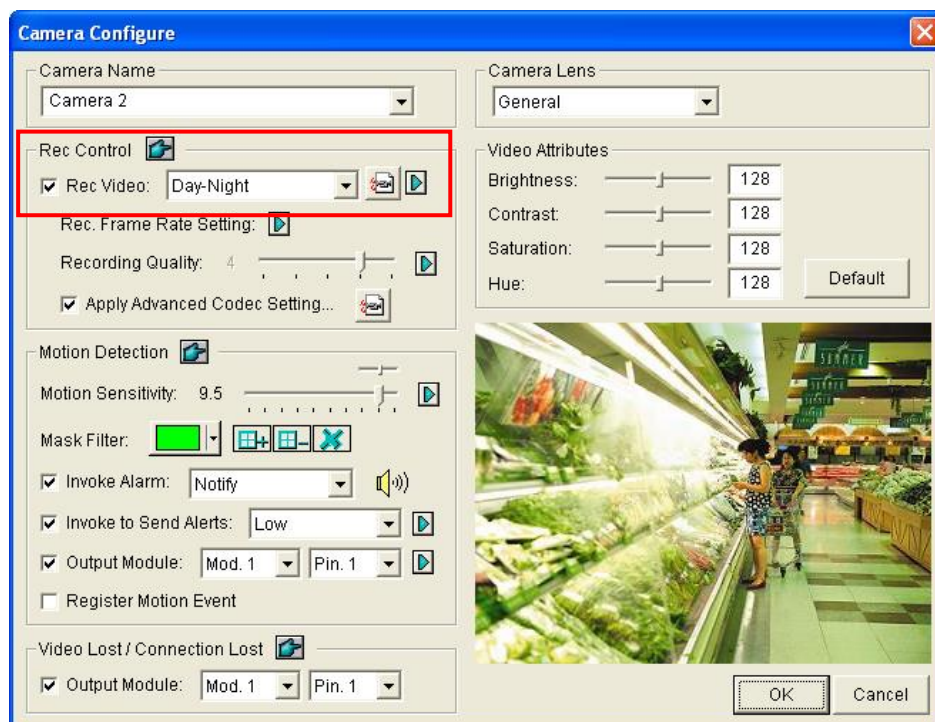 Camera Configure
Camera Name
Camera 2
Rec Control
Rec Video: Day-Night
Rec. Frame Rate Setting:
Recording Quality: 4
Apply Advanced Codec Setting...
Motion Detection
Motion Sensitivity: 9.5
Mask Filter:
Invoke Alarm: Notify
Invoke to Send Alerts: Low
Output Module: Mod. 1 Pin. 1
Register Motion Event
Video Lost / Connection Lost
Output Module: Mod. 1 Pin. 1
Camera Lens
General
Video Attributes
Brightness: 128
Contrast: 128
Saturation: 128
Hue: 128
Default
SUMMER
OK Cancel